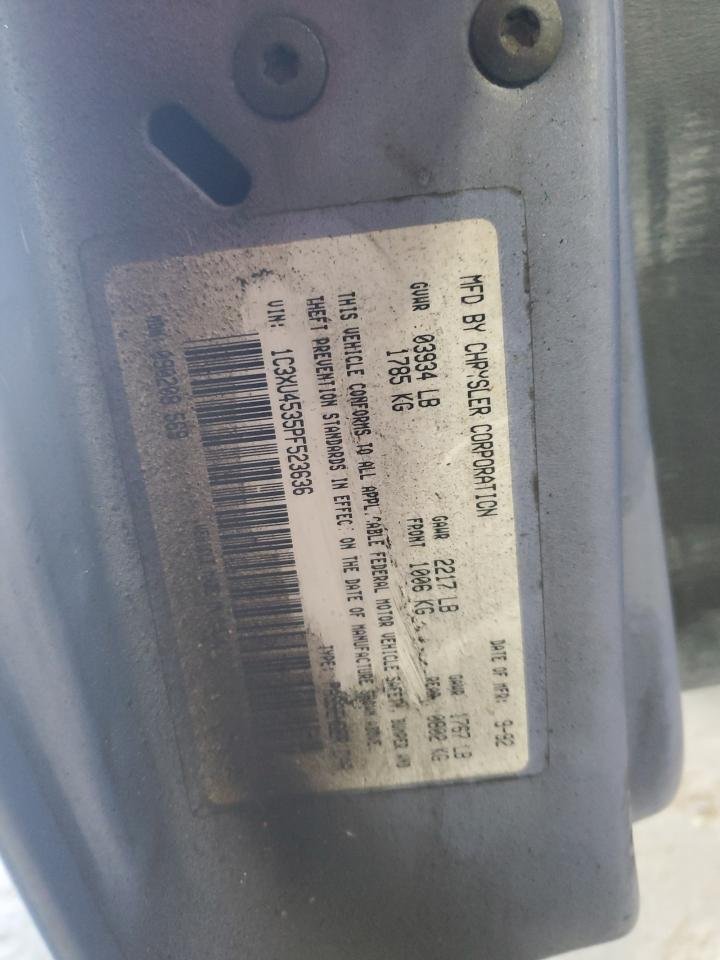 MFD BY CHRYSLER CORPORATION
DATE OF MFR: 9-92
GVWR : 03934 LB
1785 KG
GAWR 2217 LB
FRONT 1006 KG
GAWR 1767 LB
REAR 0802 KG
THIS VEHICLE CONFORMS TO ALL APPLICABLE FEDERAL MOTOR VEHICLE SAFETY, BUMPER AND
THEFT PREVENTION STANDARDS IN EFFECT ON THE DATE OF MANUFACTURE SHOWN ABOVE.
VIN: 1C3XU4535PF523636
TYPE: